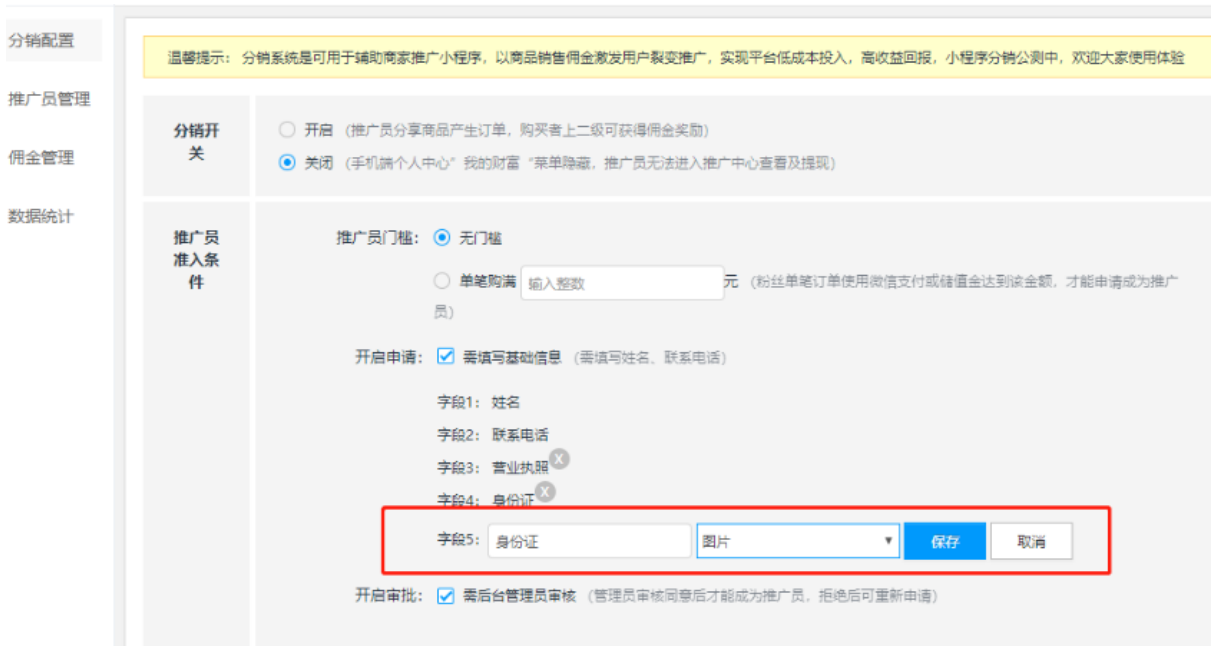 分销配置
推广员管理
佣金管理
数据统计
温馨提示：分销系统是可用于辅助商家推广小程序，以商品销售佣金激发用户裂变推广，实现平台低成本投入，高收益回报，小程序分销公测中，欢迎大家使用体验
分销开
关
开启（推广员分享商品产生订单，购买者上二级可获得佣金奖励）
关闭（手机端个人中心”我的财富“菜单隐藏，推广员无法进入推广中心查看及提现）
推广员
准入条
件
推广员门槛： 无门槛
单笔购满 输入整数 元（粉丝单笔订单使用微信支付或储值金达到该金额，才能申请成为推广
员）
开启申请： 需填写基础信息（需填写姓名、联系电话）
字段1： 姓名
字段2： 联系电话
字段3： 营业执照 X
字段4： 身份证 X
字段5： 身份证 图片 保存 取消
开启审批： 需后台管理员审核（管理员审核同意后才能成为推广员，拒绝后可重新申请）